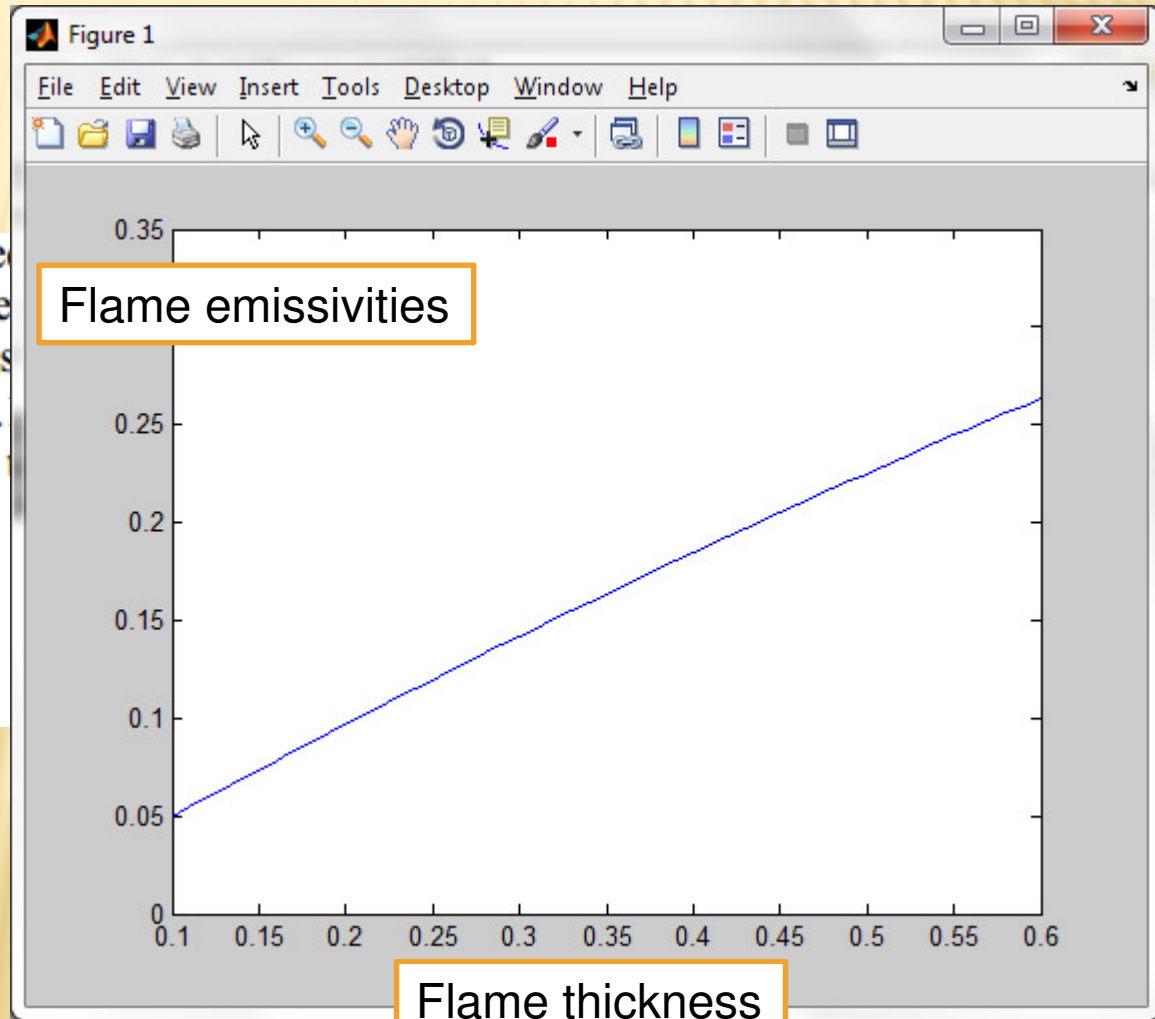 Figure 1
File Edit View Insert Tools Desktop Window Help
0.35
Flame emissivities
0.25
0.2
0.15
0.1
0.05
0
0.1 0.15 0.2 0.25 0.3 0.35 0.4 0.45 0.5 0.55 0.6
Flame thickness